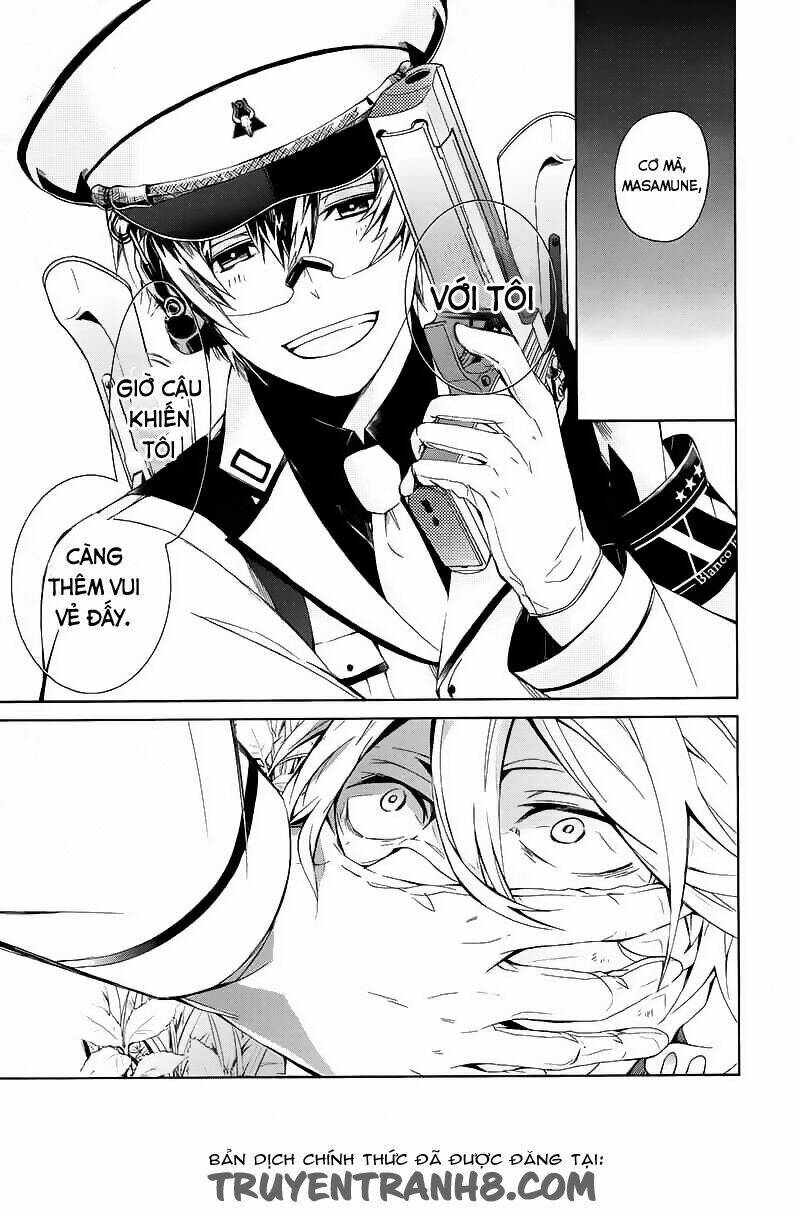 CƠ MÀ,
MASAMUNE,
VỚI TÔI
GIỜ CẬU
KHIẾN
TÔI
CÀNG
THÊM VUI
VẺ ĐẤY.
Bianco
BẢN DỊCH CHÍNH THỨC ĐÃ ĐƯỢC ĐĂNG TẠI:
TRUYENTRANH8.COM